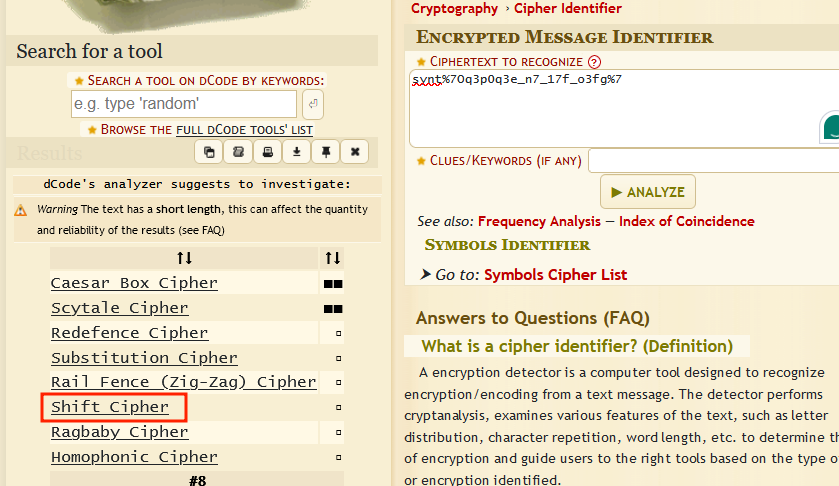 Search for a tool
SEARCH A TOOL ON DCODE BY KEYWORDS:
e.g. type 'random'
BROWSE THE FULL DCODE TOOLS' LIST
Results
dCode's analyzer suggests to investigate:
Warning The text has a short length, this can affect the quantity
and reliability of the results (see FAQ)
↑↓ ↑↓
Caesar Box Cipher ■■
Scytale Cipher ■■
Redefence Cipher ▫
Substitution Cipher ▫
Rail Fence (Zig-Zag) Cipher ▫
Shift Cipher ▫
Ragbaby Cipher ▫
Homophonic Cipher ▫
#8
Cryptography › Cipher Identifier
ENCRYPTED MESSAGE IDENTIFIER
CIPHERTEXT TO RECOGNIZE ?
synt%7Oq3p0q3e_n7_17f_o3fg%7
CLUES/KEYWORDS (IF ANY)
▶ ANALYZE
See also: Frequency Analysis — Index of Coincidence
SYMBOLS IDENTIFIER
➤ Go to: Symbols Cipher List
Answers to Questions (FAQ)
What is a cipher identifier? (Definition)
A encryption detector is a computer tool designed to recognize
encryption/encoding from a text message. The detector performs
cryptanalysis, examines various features of the text, such as letter
distribution, character repetition, word length, etc. to determine th
of encryption and guide users to the right tools based on the type o
or encryption identified.